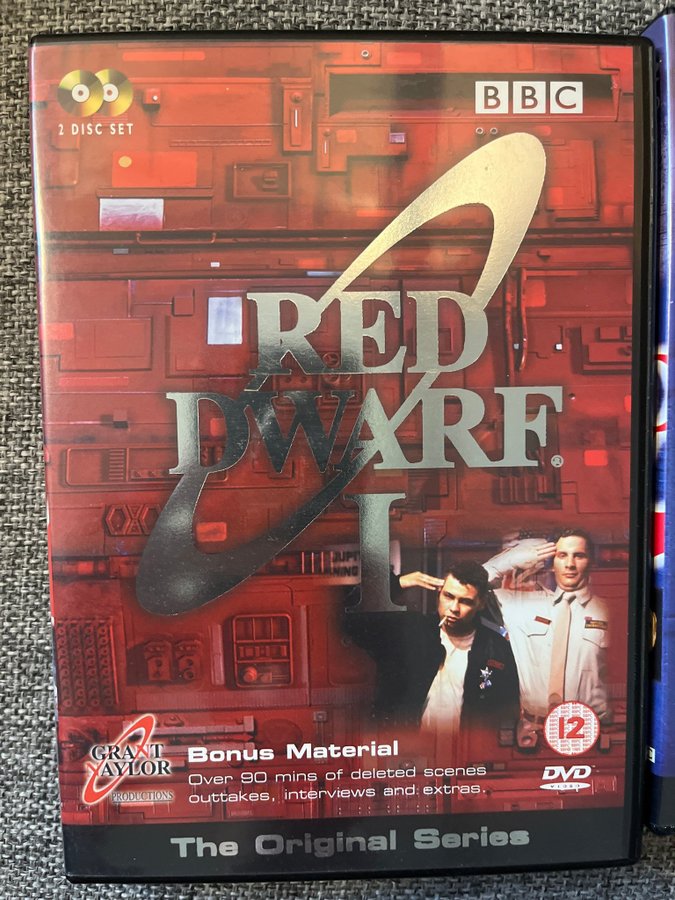 2 DISC SET
BBC
RED
DWARF®
I
12
GRANT
NAYLOR
PRODUCTIONS
Bonus Material
Over 90 mins of deleted scenes
outtakes, interviews and extras.
DVD
VIDEO
The Original Series